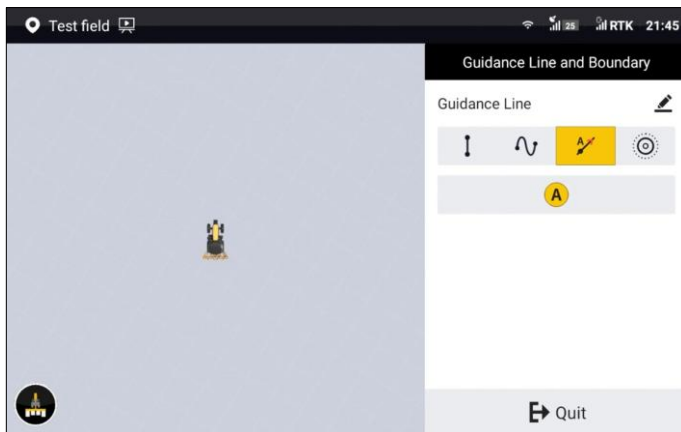 Test field
25 RTK 21:45
Guidance Line and Boundary
Guidance Line
A
A
Quit